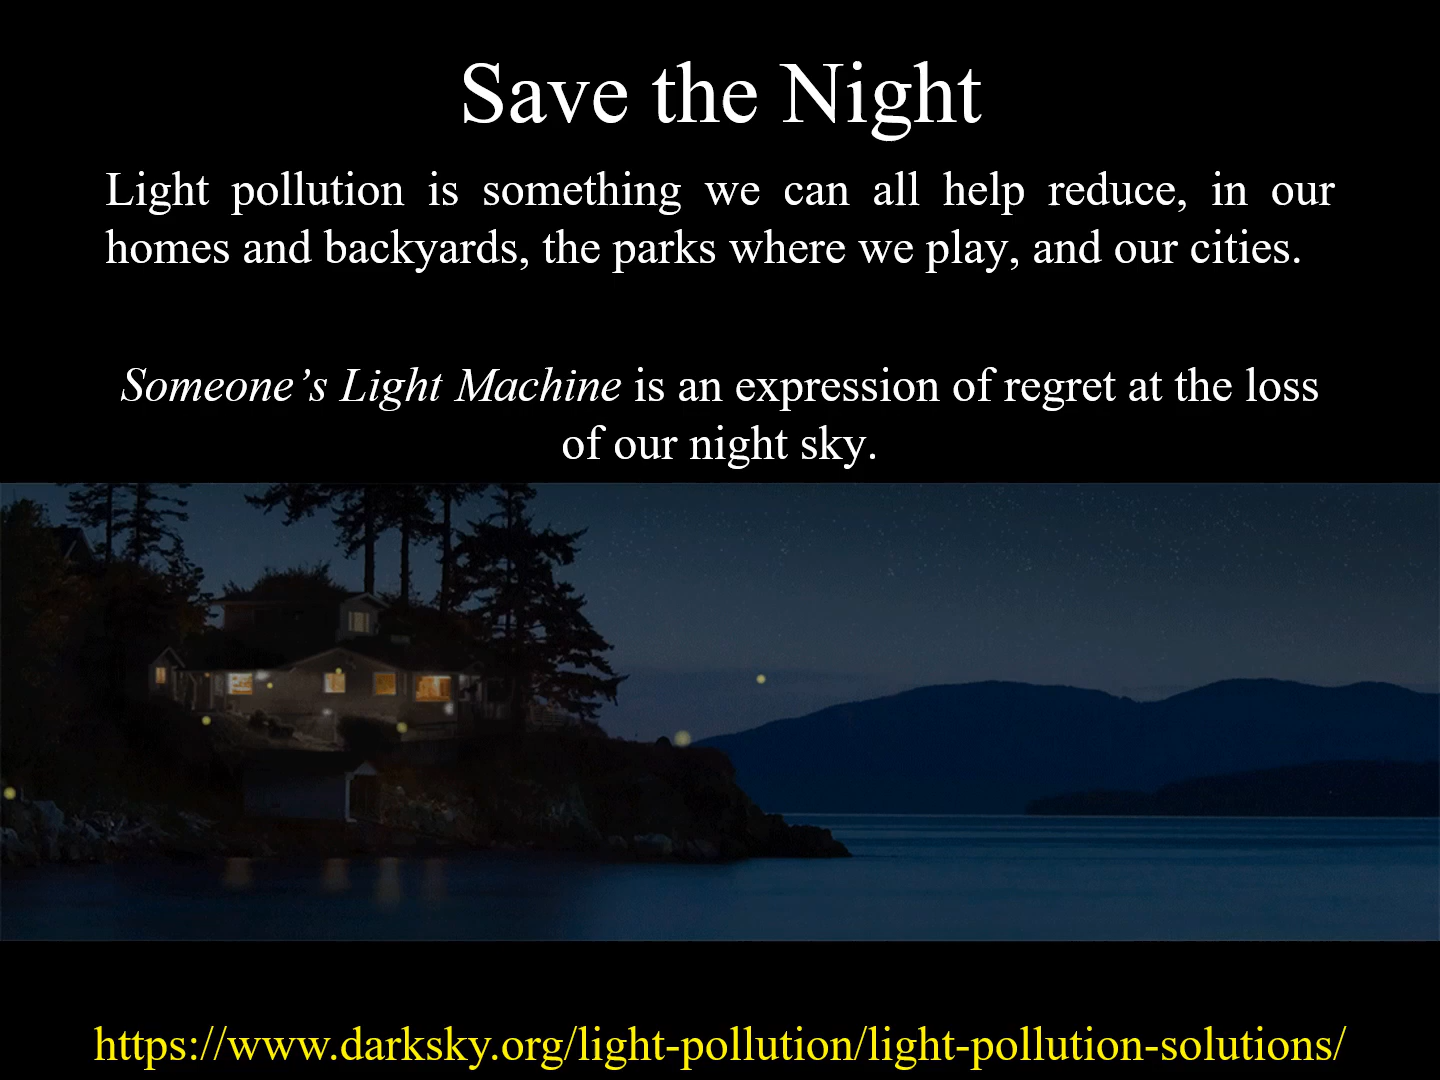 Save the Night
Light pollution is something we can all help reduce, in our
homes and backyards, the parks where we play, and our cities.
Someone’s Light Machine is an expression of regret at the loss
of our night sky.
https://www.darksky.org/light-pollution/light-pollution-solutions/